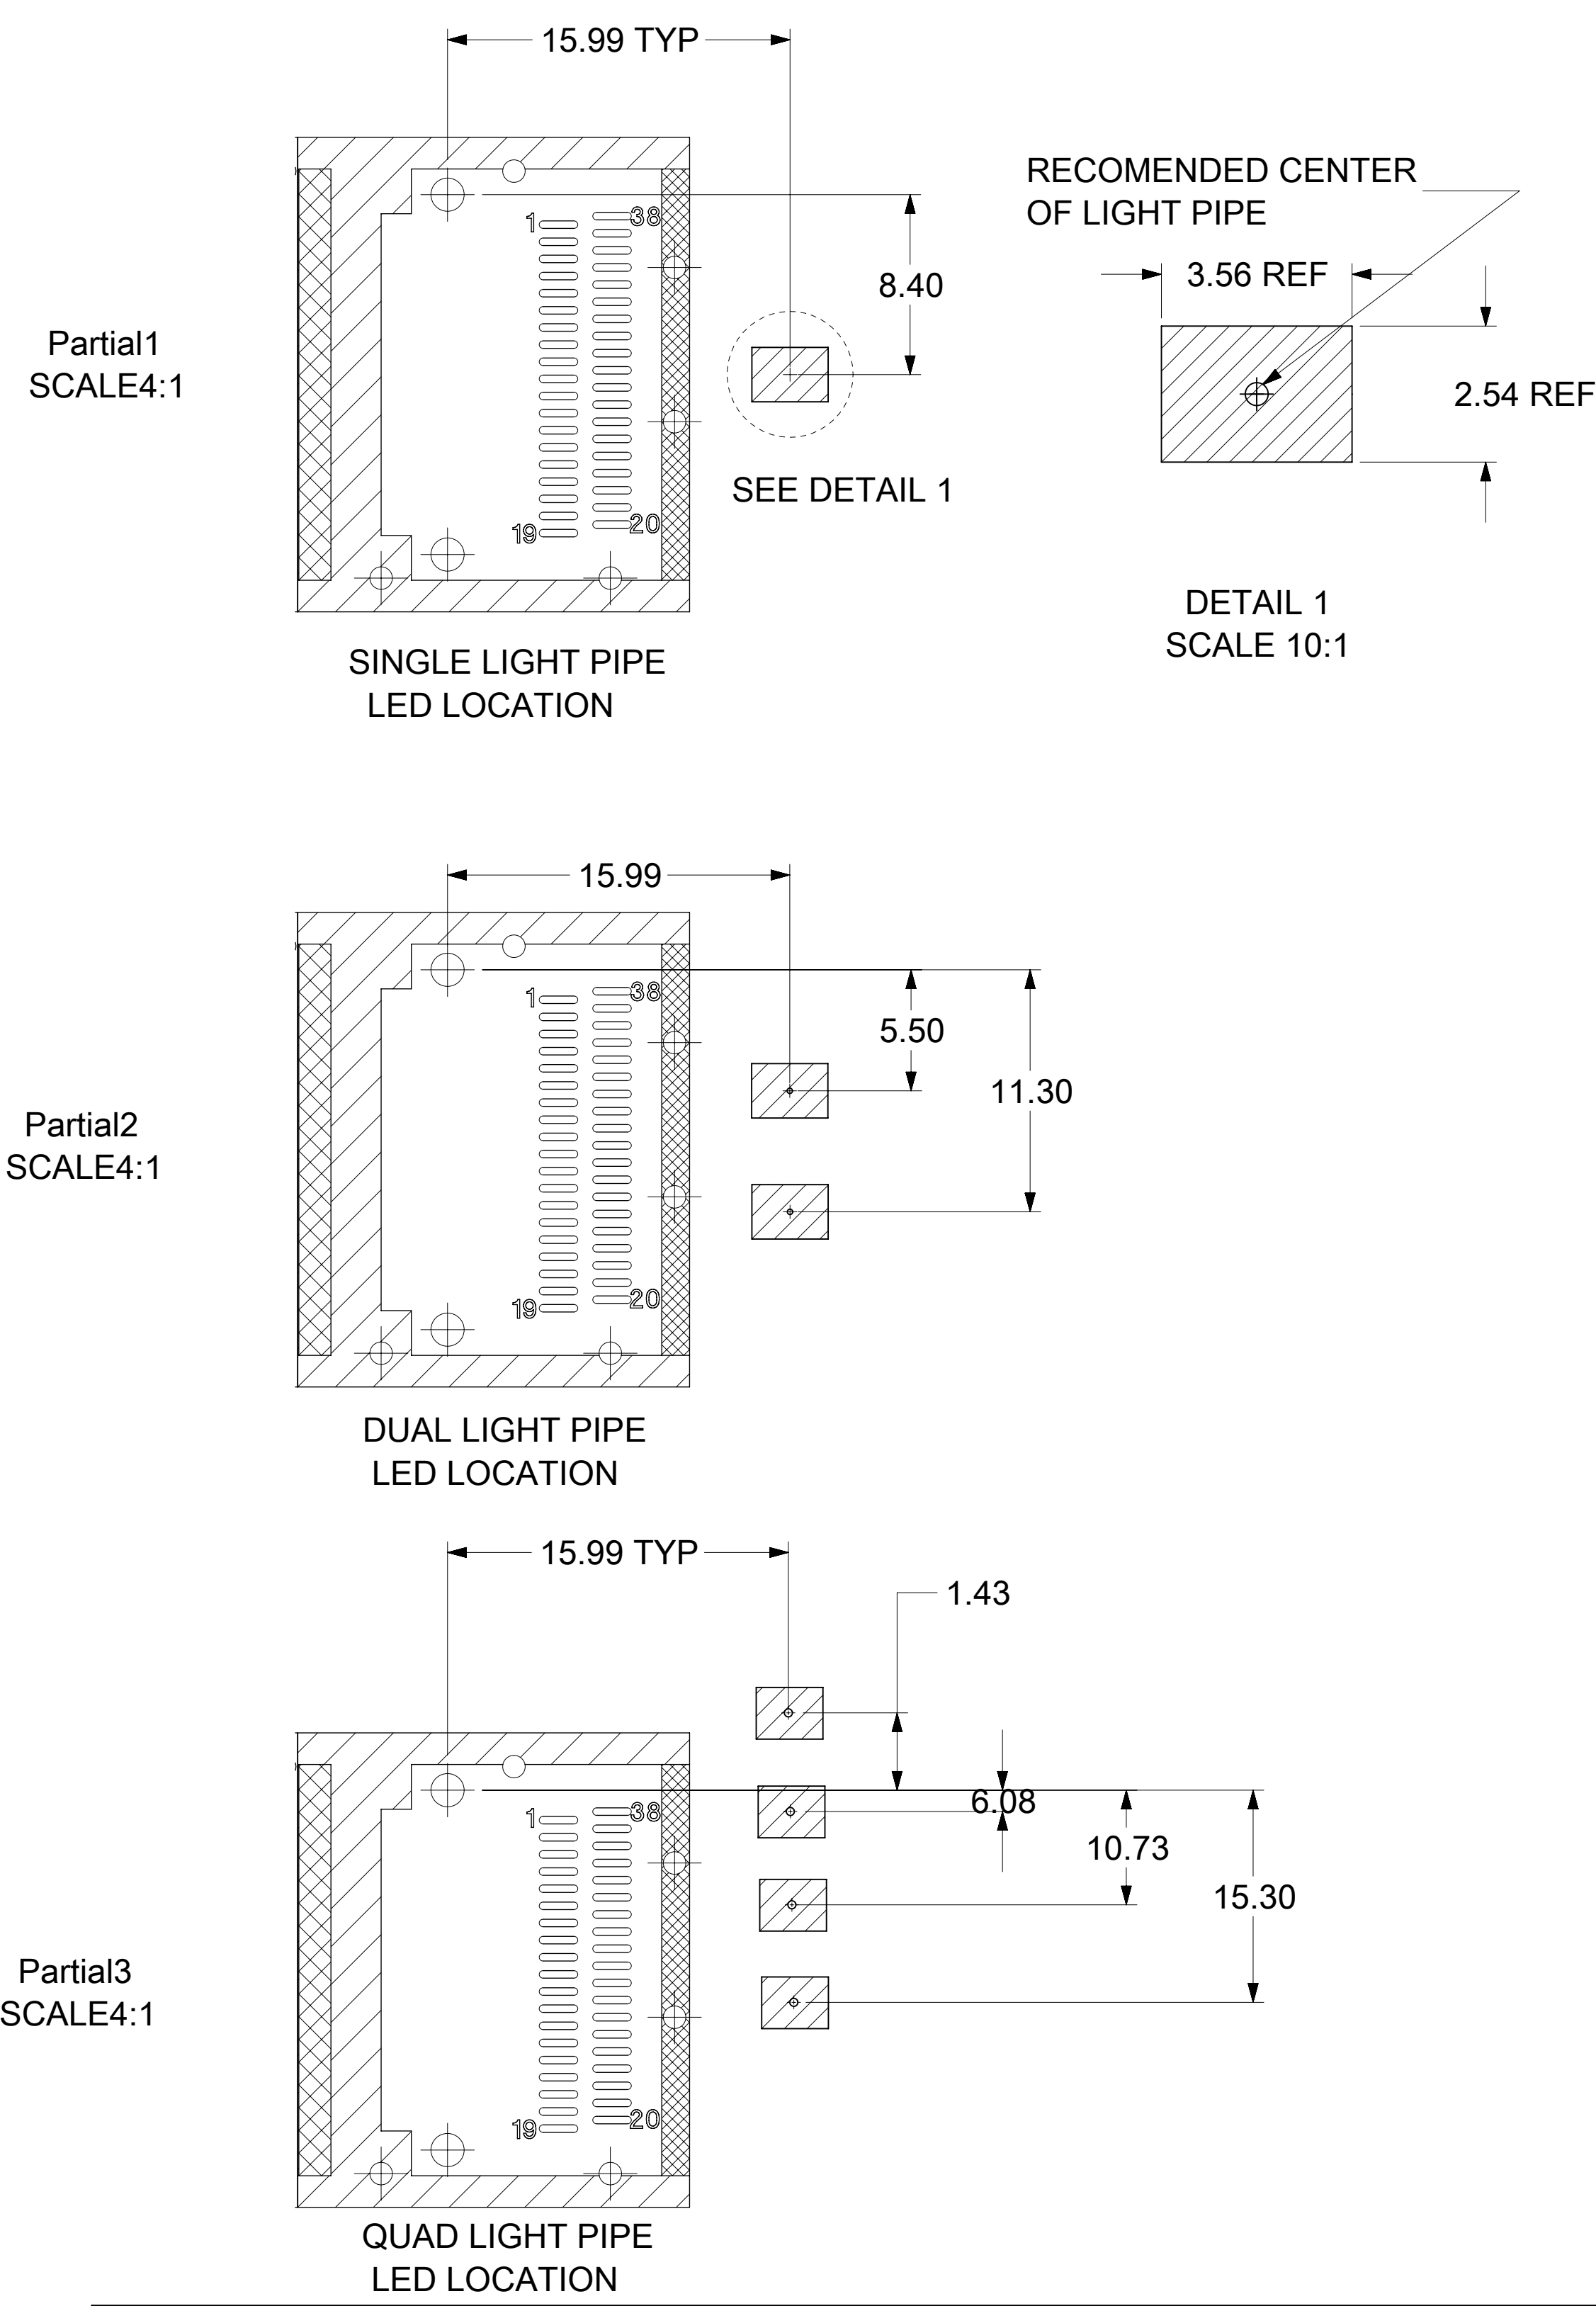 15.99 TYP
RECOMENDED CENTER
OF LIGHT PIPE
1
38
8.40
3.56 REF
Partial1
SCALE4:1
2.54 REF
SEE DETAIL 1
19
20
DETAIL 1
SCALE 10:1
SINGLE LIGHT PIPE
LED LOCATION
15.99
1
38
5.50
11.30
Partial2
SCALE4:1
19
20
DUAL LIGHT PIPE
LED LOCATION
15.99 TYP
1.43
1
38
6.08
10.73
15.30
Partial3
SCALE4:1
19
20
QUAD LIGHT PIPE
LED LOCATION